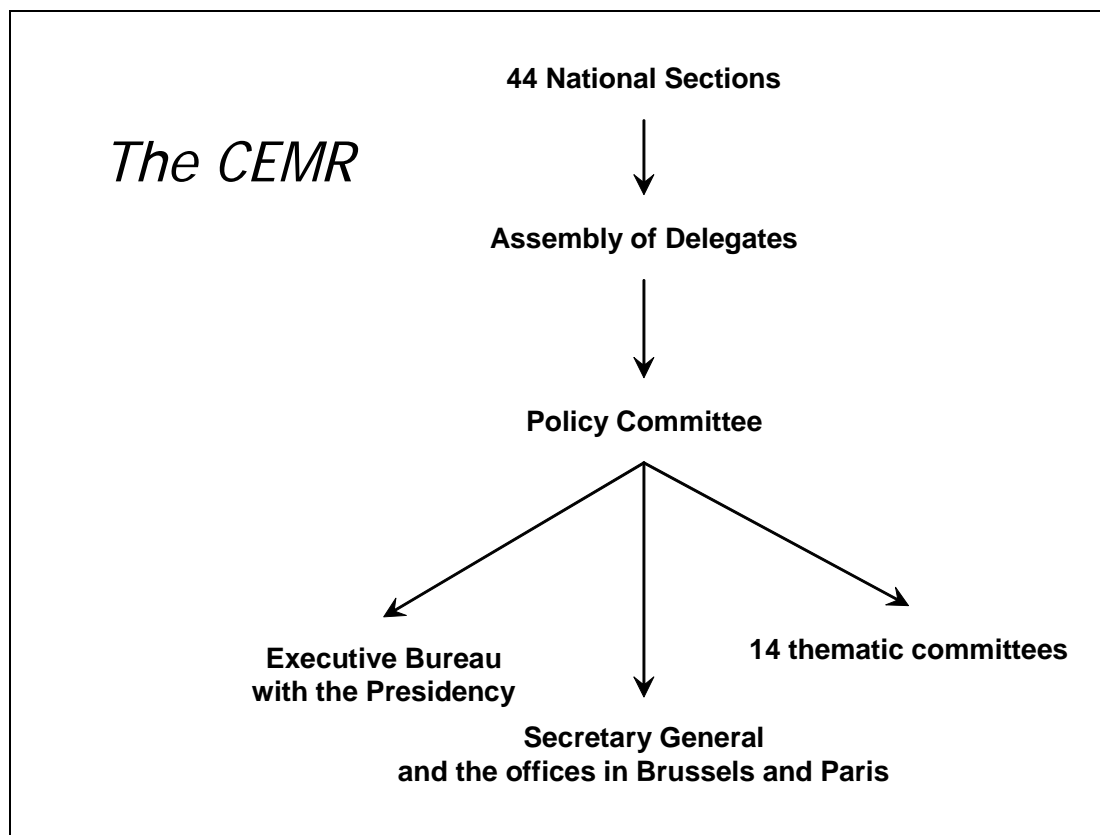 44 National Sections
The CEMR
Assembly of Delegates
Policy Committee
Executive Bureau
with the Presidency
14 thematic committees
Secretary General
and the offices in Brussels and Paris